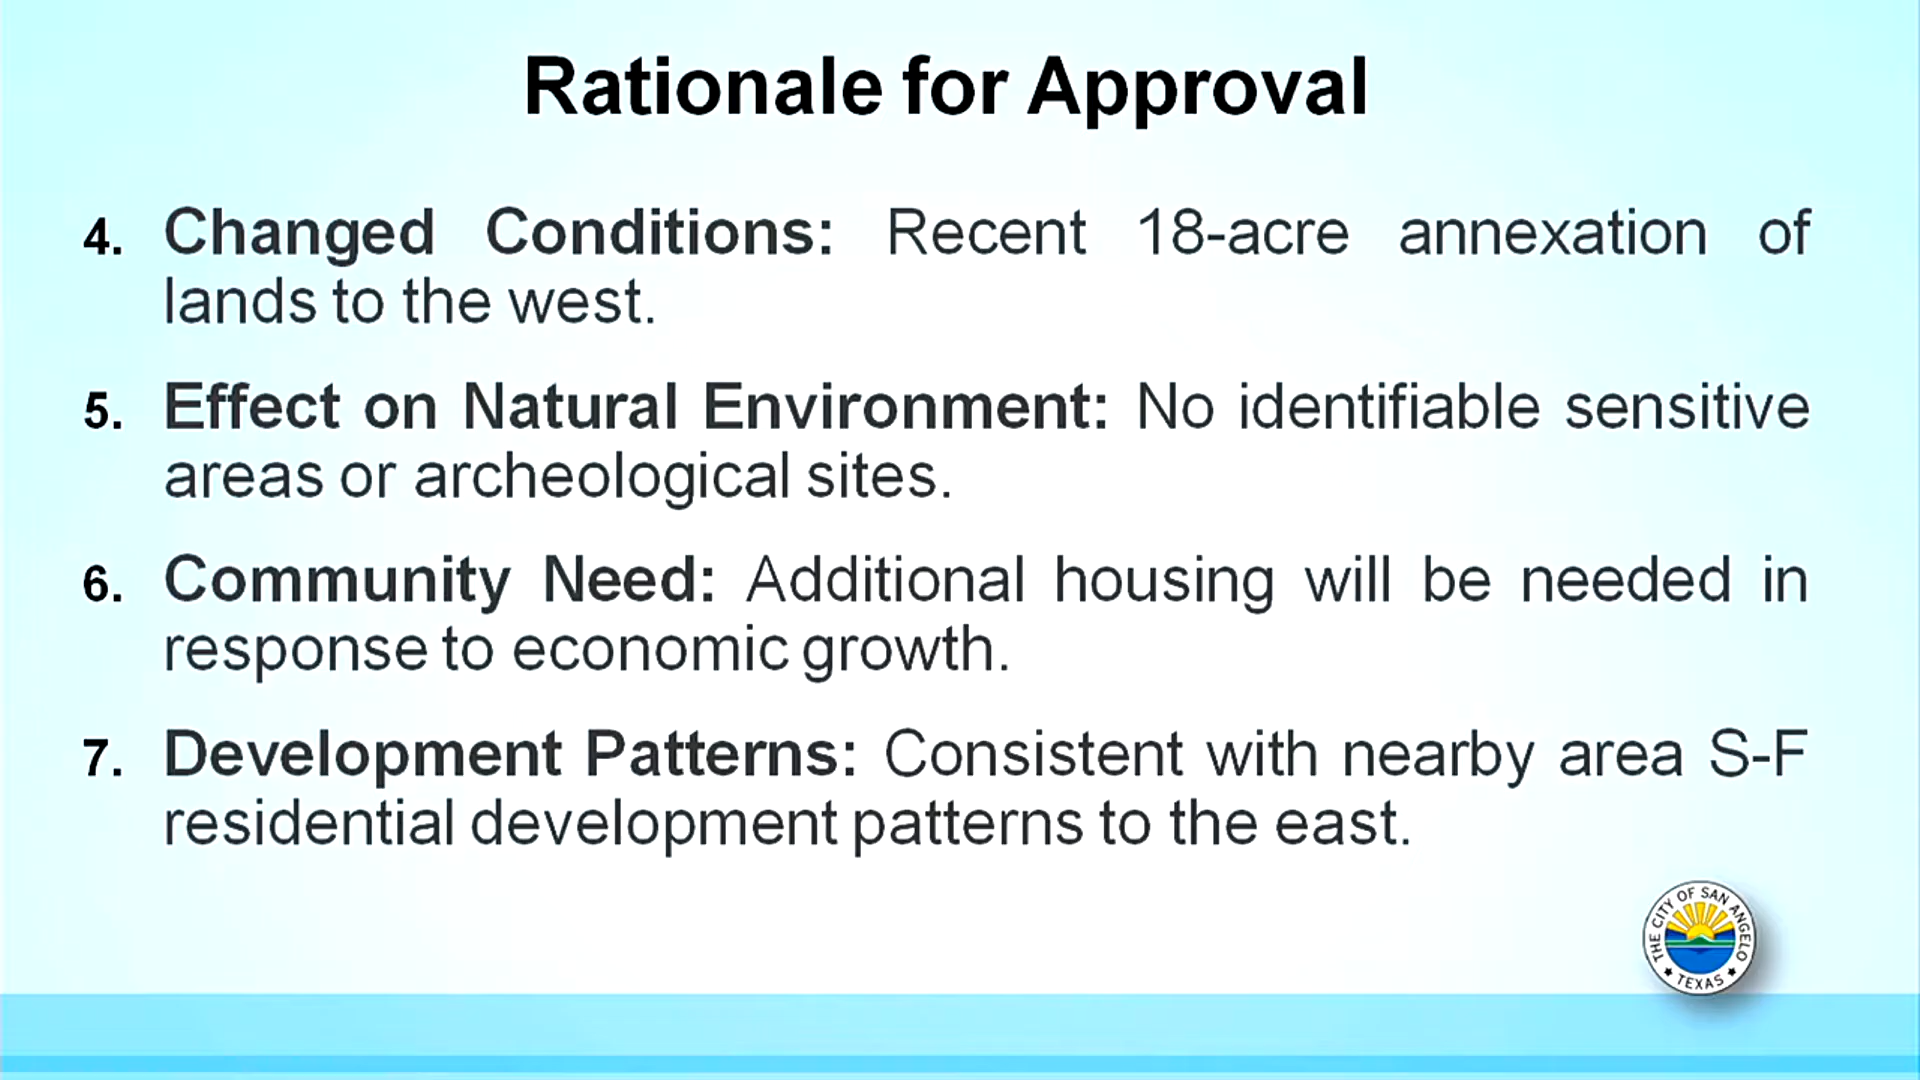 Rationale for Approval
4. Changed Conditions: Recent 18-acre annexation of
lands to the west.
5. Effect on Natural Environment: No identifiable sensitive
areas or archeological sites.
6. Community Need: Additional housing will be needed in
response to economic growth.
7. Development Patterns: Consistent with nearby area S-F
residential development patterns to the east.
THE CITY OF SAN ANGELO
TEXAS